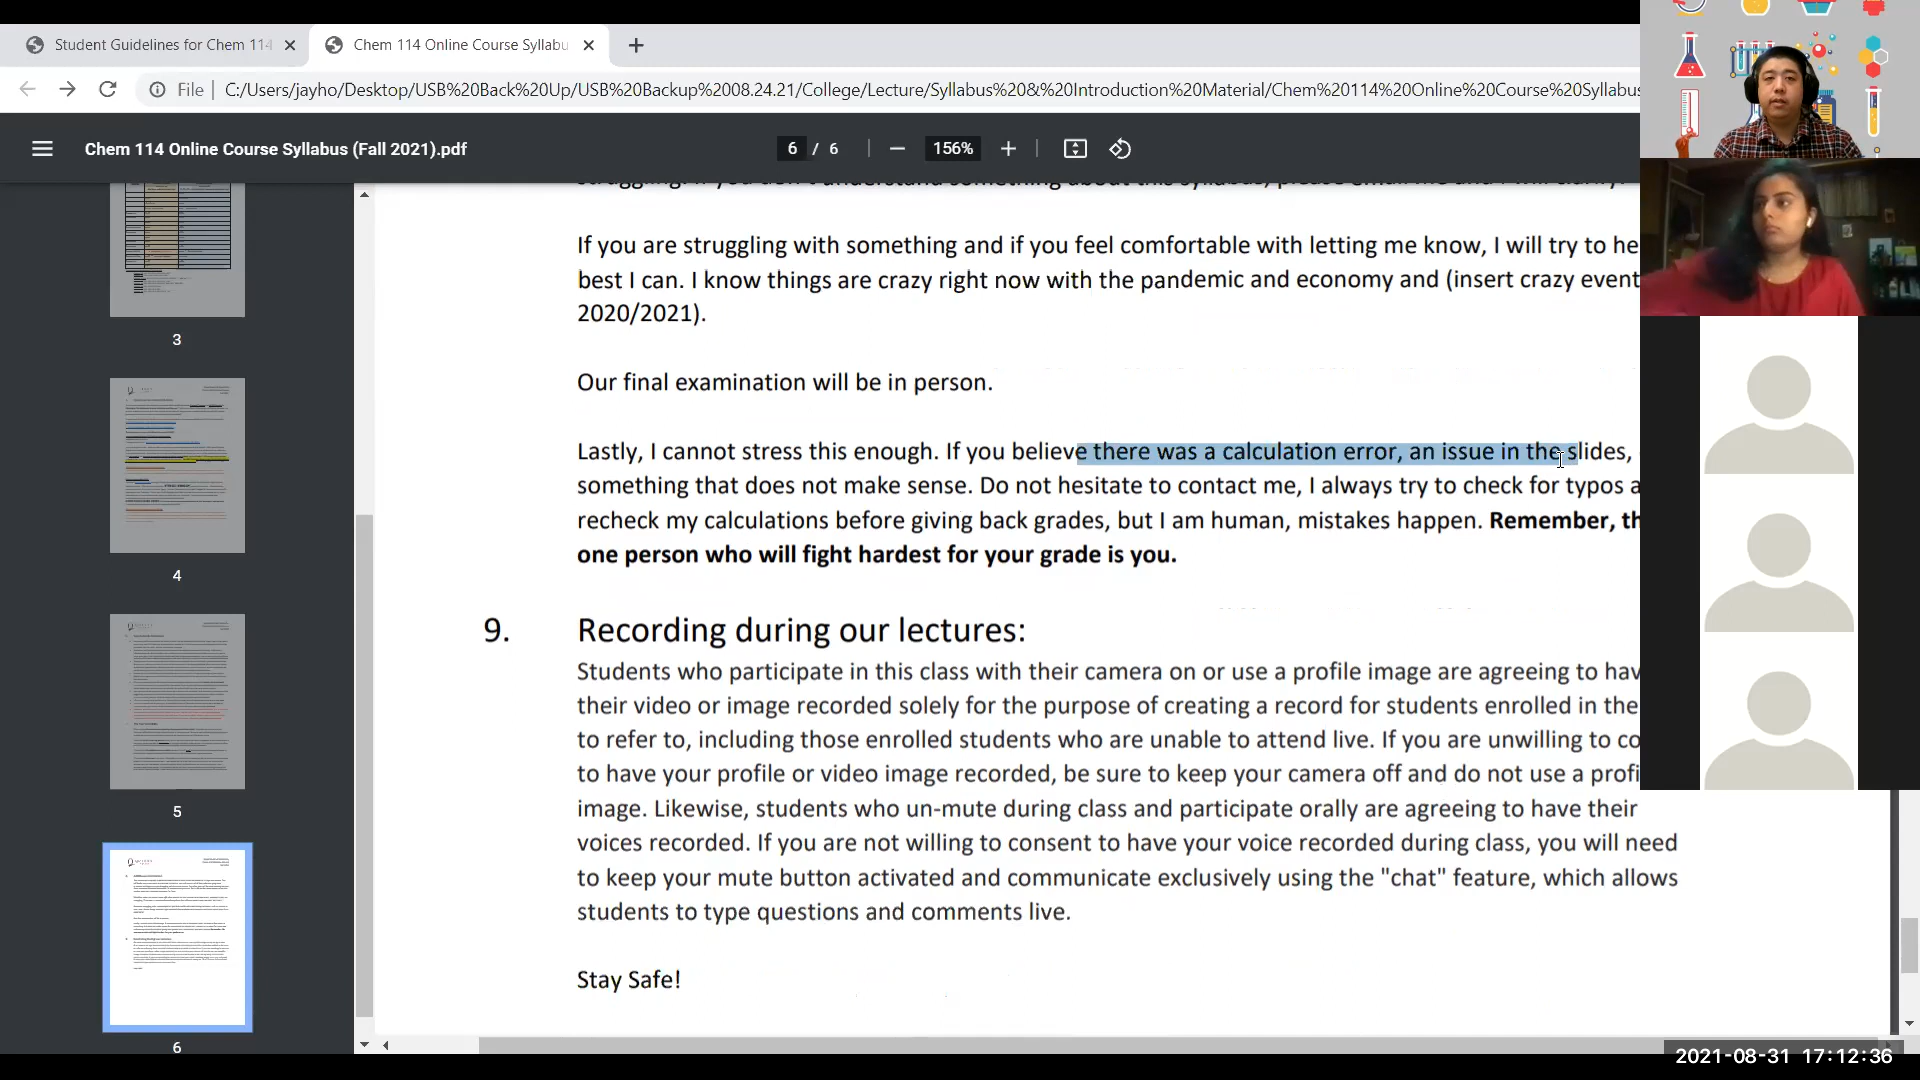 Student Guidelines for Chem 114
Chem 114 Online Course Syllabu
File
C:/Users/jayho/Desktop/USB%20Back%20Up/USB%20Backup%2008.24.21/College/Lecture/Syllabus%20&%20Introduction%20Material/Chem%20114%20Online%20Course%20Syllabus
Chem 114 Online Course Syllabus (Fall 2021).pdf
6 / 6
156%
If you are struggling with something and if you feel comfortable with letting me know, I will try to he
best I can. I know things are crazy right now with the pandemic and economy and (insert crazy event
2020/2021).
Our final examination will be in person.
Lastly, I cannot stress this enough. If you believe there was a calculation error, an issue in the slides,
something that does not make sense. Do not hesitate to contact me, I always try to check for typos a
recheck my calculations before giving back grades, but I am human, mistakes happen. Remember, th
one person who will fight hardest for your grade is you.
9. Recording during our lectures:
Students who participate in this class with their camera on or use a profile image are agreeing to hav
their video or image recorded solely for the purpose of creating a record for students enrolled in the
to refer to, including those enrolled students who are unable to attend live. If you are unwilling to co
to have your profile or video image recorded, be sure to keep your camera off and do not use a profi
image. Likewise, students who un-mute during class and participate orally are agreeing to have their
voices recorded. If you are not willing to consent to have your voice recorded during class, you will need
to keep your mute button activated and communicate exclusively using the "chat" feature, which allows
students to type questions and comments live.
Stay Safe!
3
4
5
6
2021-08-31 17:12:36